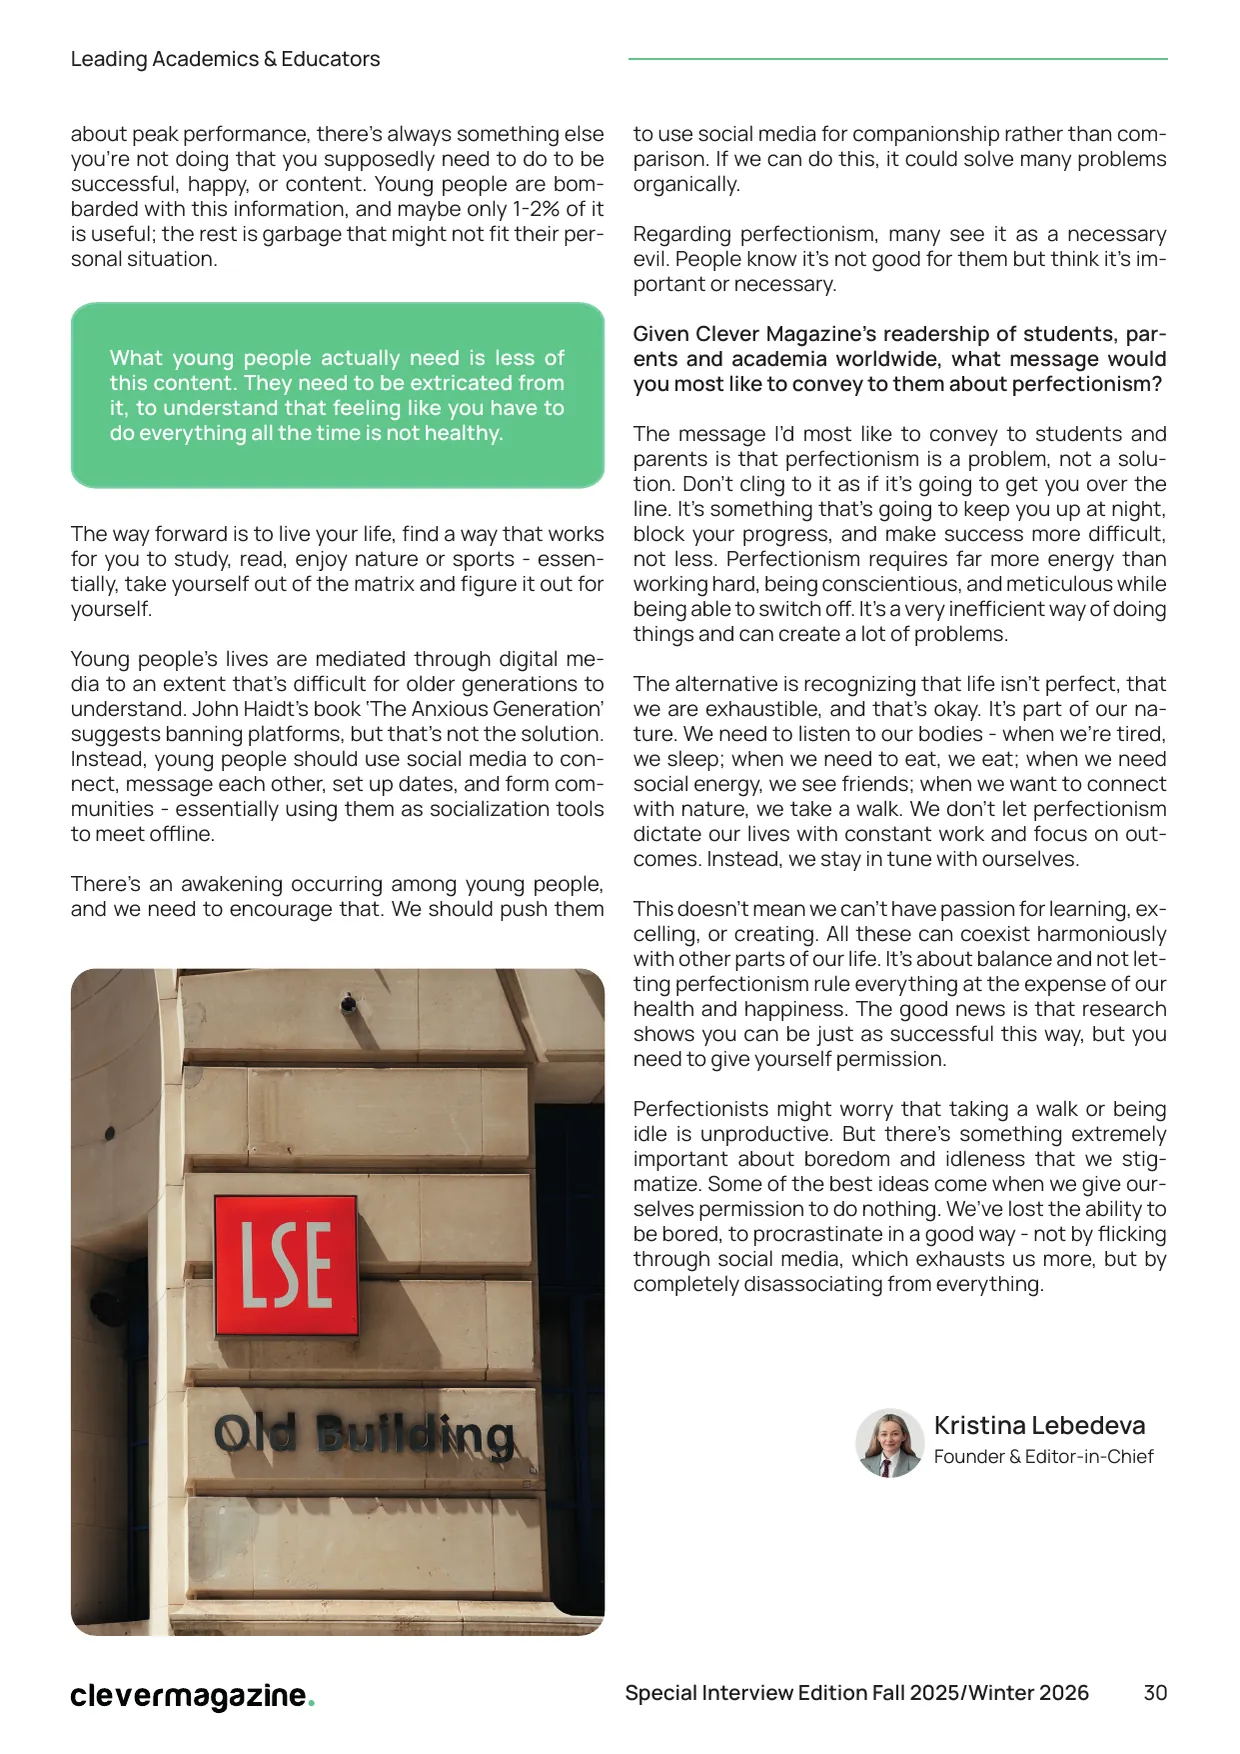 Leading Academics & Educators
about peak performance, there's always something else
you're not doing that you supposedly need to do to be
successful, happy, or content. Young people are bom-
barded with this information, and maybe only 1-2% of it
is useful; the rest is garbage that might not fit their per-
sonal situation.
What young people actually need is less of
this content. They need to be extricated from
it, to understand that feeling like you have to
do everything all the time is not healthy.
The way forward is to live your life, find a way that works
for you to study, read, enjoy nature or sports - essen-
tially, take yourself out of the matrix and figure it out for
yourself.
Young people's lives are mediated through digital me-
dia to an extent that's difficult for older generations to
understand. John Haidt's book 'The Anxious Generation'
suggests banning platforms, but that's not the solution.
Instead, young people should use social media to con-
nect, message each other, set up dates, and form com-
munities - essentially using them as socialization tools
to meet offline.
There's an awakening occurring among young people,
and we need to encourage that. We should push them
LSE
Old Building
to use social media for companionship rather than com-
parison. If we can do this, it could solve many problems
organically.
Regarding perfectionism, many see it as a necessary
evil. People know it's not good for them but think it's im-
portant or necessary.
Given Clever Magazine's readership of students, par-
ents and academia worldwide, what message would
you most like to convey to them about perfectionism?
The message I'd most like to convey to students and
parents is that perfectionism is a problem, not a solu-
tion. Don't cling to it as if it's going to get you over the
line. It's something that's going to keep you up at night,
block your progress, and make success more difficult,
not less. Perfectionism requires far more energy than
working hard, being conscientious, and meticulous while
being able to switch off. It's a very inefficient way of doing
things and can create a lot of problems.
The alternative is recognizing that life isn't perfect, that
we are exhaustible, and that's okay. It's part of our na-
ture. We need to listen to our bodies - when we're tired,
we sleep; when we need to eat, we eat; when we need
social energy, we see friends; when we want to connect
with nature, we take a walk. We don't let perfectionism
dictate our lives with constant work and focus on out-
comes. Instead, we stay in tune with ourselves.
This doesn't mean we can't have passion for learning, ex-
celling, or creating. All these can coexist harmoniously
with other parts of our life. It's about balance and not let-
ting perfectionism rule everything at the expense of our
health and happiness. The good news is that research
shows you can be just as successful this way, but you
need to give yourself permission.
Perfectionists might worry that taking a walk or being
idle is unproductive. But there's something extremely
important about boredom and idleness that we stig-
matize. Some of the best ideas come when we give our-
selves permission to do nothing. We've lost the ability to
be bored, to procrastinate in a good way - not by flicking
through social media, which exhausts us more, but by
completely disassociating from everything.
Kristina Lebedeva
Founder & Editor-in-Chief
clevermagazine.
Special Interview Edition Fall 2025/Winter 2026 30